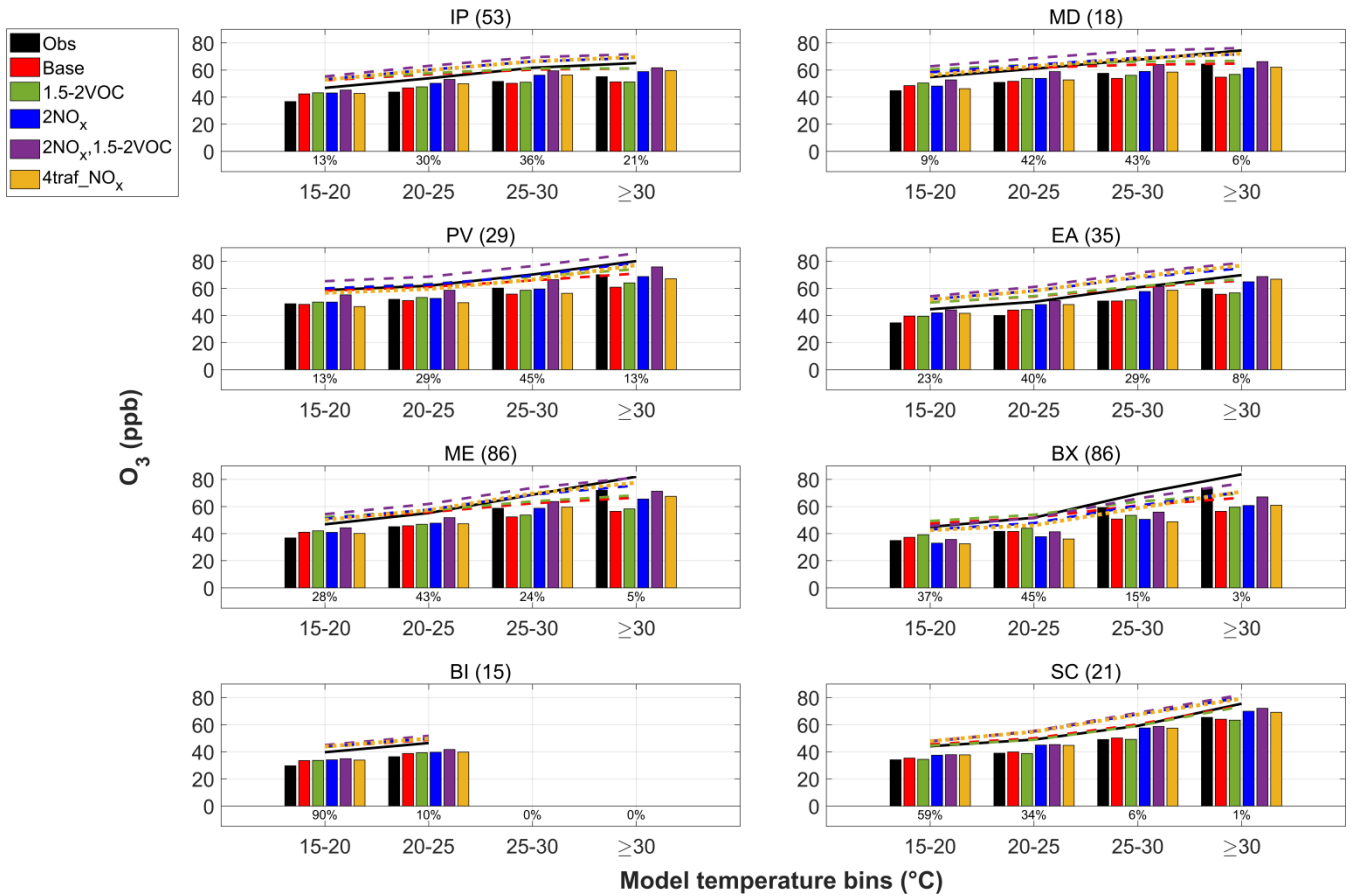 Obs
Base
1.5-2VOC
2NOx
2NOx,1.5-2VOC
4traf_NOx
O3 (ppb)
IP (53)
80
60
40
20
0
13% 30% 36% 21%
15-20 20-25 25-30 ≥30
MD (18)
80
60
40
20
0
9% 42% 43% 6%
15-20 20-25 25-30 ≥30
PV (29)
80
60
40
20
0
13% 29% 45% 13%
15-20 20-25 25-30 ≥30
EA (35)
80
60
40
20
0
23% 40% 29% 8%
15-20 20-25 25-30 ≥30
ME (86)
80
60
40
20
0
28% 43% 24% 5%
15-20 20-25 25-30 ≥30
BX (86)
80
60
40
20
0
37% 45% 15% 3%
15-20 20-25 25-30 ≥30
BI (15)
80
60
40
20
0
90% 10% 0% 0%
15-20 20-25 25-30 ≥30
SC (21)
80
60
40
20
0
59% 34% 6% 1%
15-20 20-25 25-30 ≥30
Model temperature bins (°C)